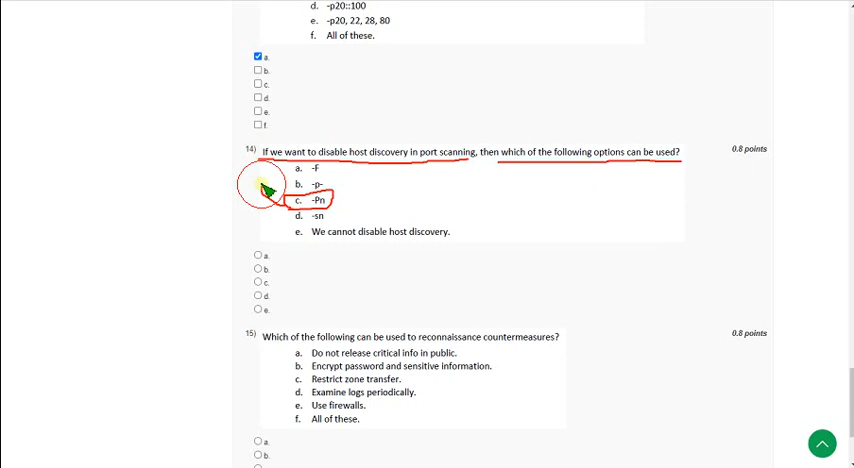 d. -p20::100
e. -p20, 22, 28, 80
f. All of these.
a.
b.
c.
d.
e.
f.
14) If we want to disable host discovery in port scanning, then which of the following options can be used? 0.8 points
a. -F
b. -p-
c. -Pn
d. -sn
e. We cannot disable host discovery.
a.
b.
c.
d.
e.
15) Which of the following can be used to reconnaissance countermeasures? 0.8 points
a. Do not release critical info in public.
b. Encrypt password and sensitive information.
c. Restrict zone transfer.
d. Examine logs periodically.
e. Use firewalls.
f. All of these.
a.
b.